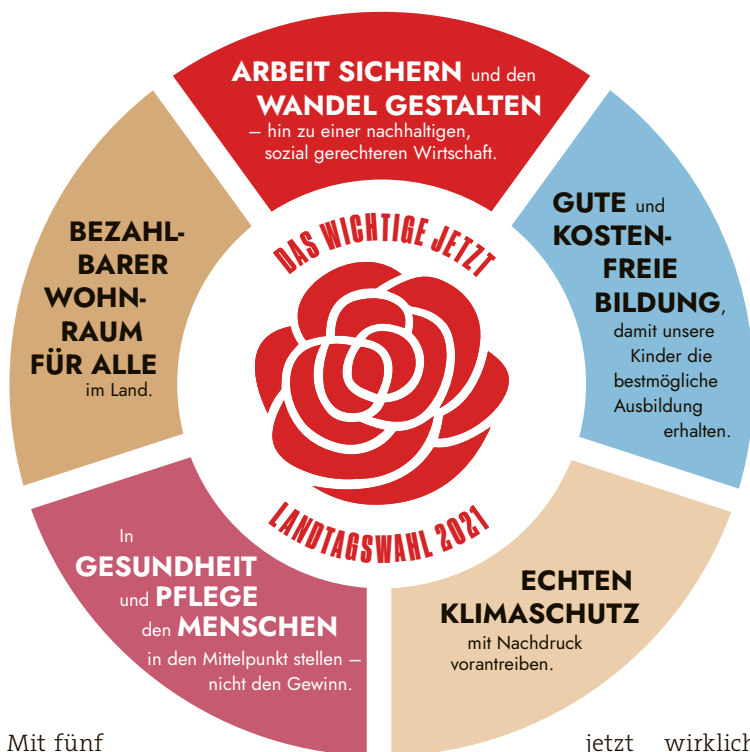 ARBEIT SICHERN und den
WANDEL GESTALTEN
– hin zu einer nachhaltigen,
sozial gerechteren Wirtschaft.
GUTE und
KOSTEN-
FREIE
BILDUNG,
damit unsere
Kinder die
bestmögliche
Ausbildung
erhalten.
ECHTEN
KLIMASCHUTZ
mit Nachdruck
vorantreiben.
In
GESUNDHEIT
und PFLEGE
den MENSCHEN
in den Mittelpunkt stellen –
nicht den Gewinn.
BEZAHL-
BARER
WOHN-
RAUM
FÜR ALLE
im Land.
DAS WICHTIGE JETZT
LANDTAGSWAHL 2021
Mit fünf
jetzt wirklich